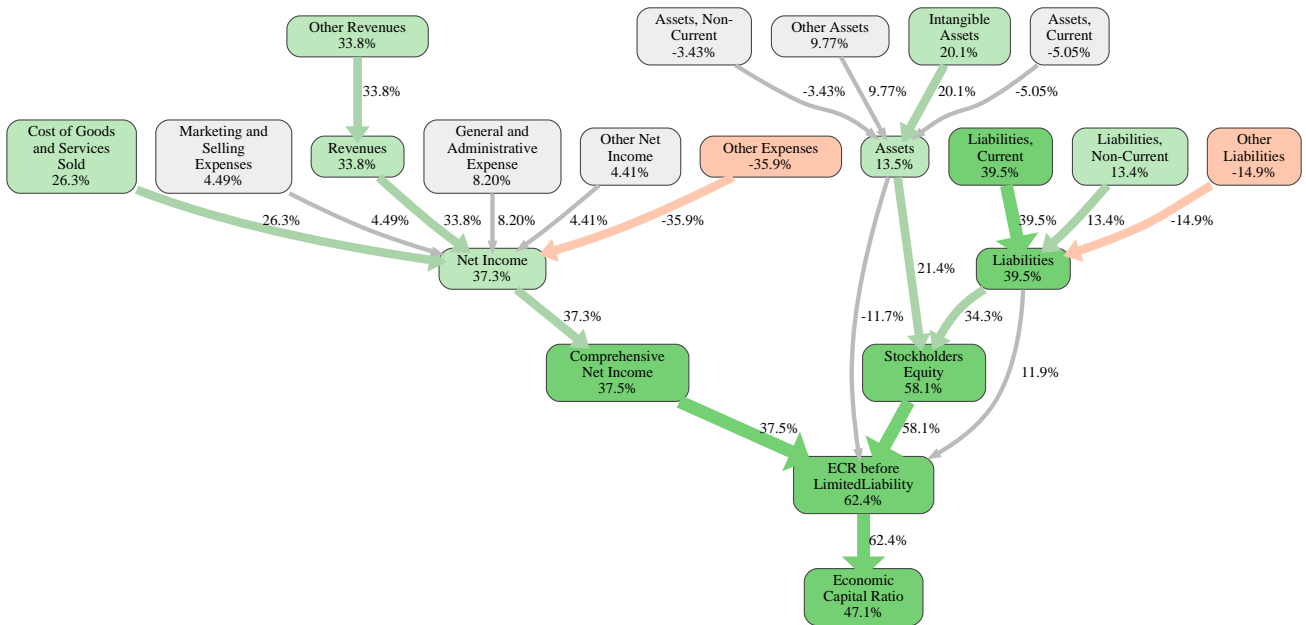 Assets, Non-
Current
-3.43%
Other Assets
9.77%
Intangible
Assets
20.1%
Assets,
Current
-5.05%
Other Revenues
33.8%
33.8%
-3.43%
9.77%
20.1%
-5.05%
Cost of Goods
and Services
Sold
26.3%
Marketing and
Selling
Expenses
4.49%
Revenues
33.8%
General and
Administrative
Expense
8.20%
Other Net
Income
4.41%
Other Expenses
-35.9%
Assets
13.5%
Liabilities,
Current
39.5%
Liabilities,
Non-Current
13.4%
Other
Liabilities
-14.9%
26.3%
4.49%
33.8%
8.20%
4.41%
-35.9%
39.5%
13.4%
-14.9%
Net Income
37.3%
21.4%
Liabilities
39.5%
37.3%
-11.7%
34.3%
Comprehensive
Net Income
37.5%
Stockholders
Equity
58.1%
11.9%
37.5%
58.1%
ECR before
LimitedLiability
62.4%
62.4%
Economic
Capital Ratio
47.1%